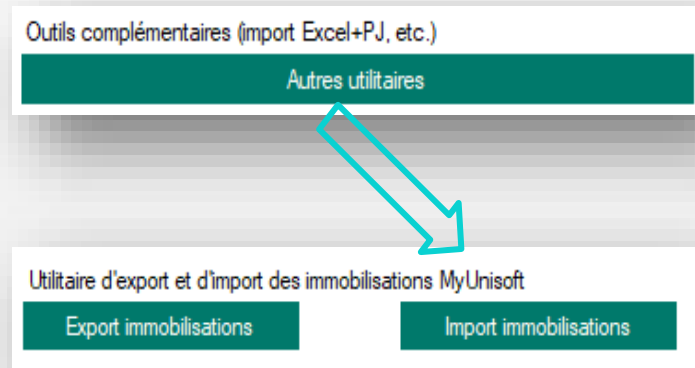 Outils complémentaires (import Excel+PJ, etc.)
Autres utilitaires
Utilitaire d'export et d'import des immobilisations MyUnisoft
Export immobilisations
Import immobilisations